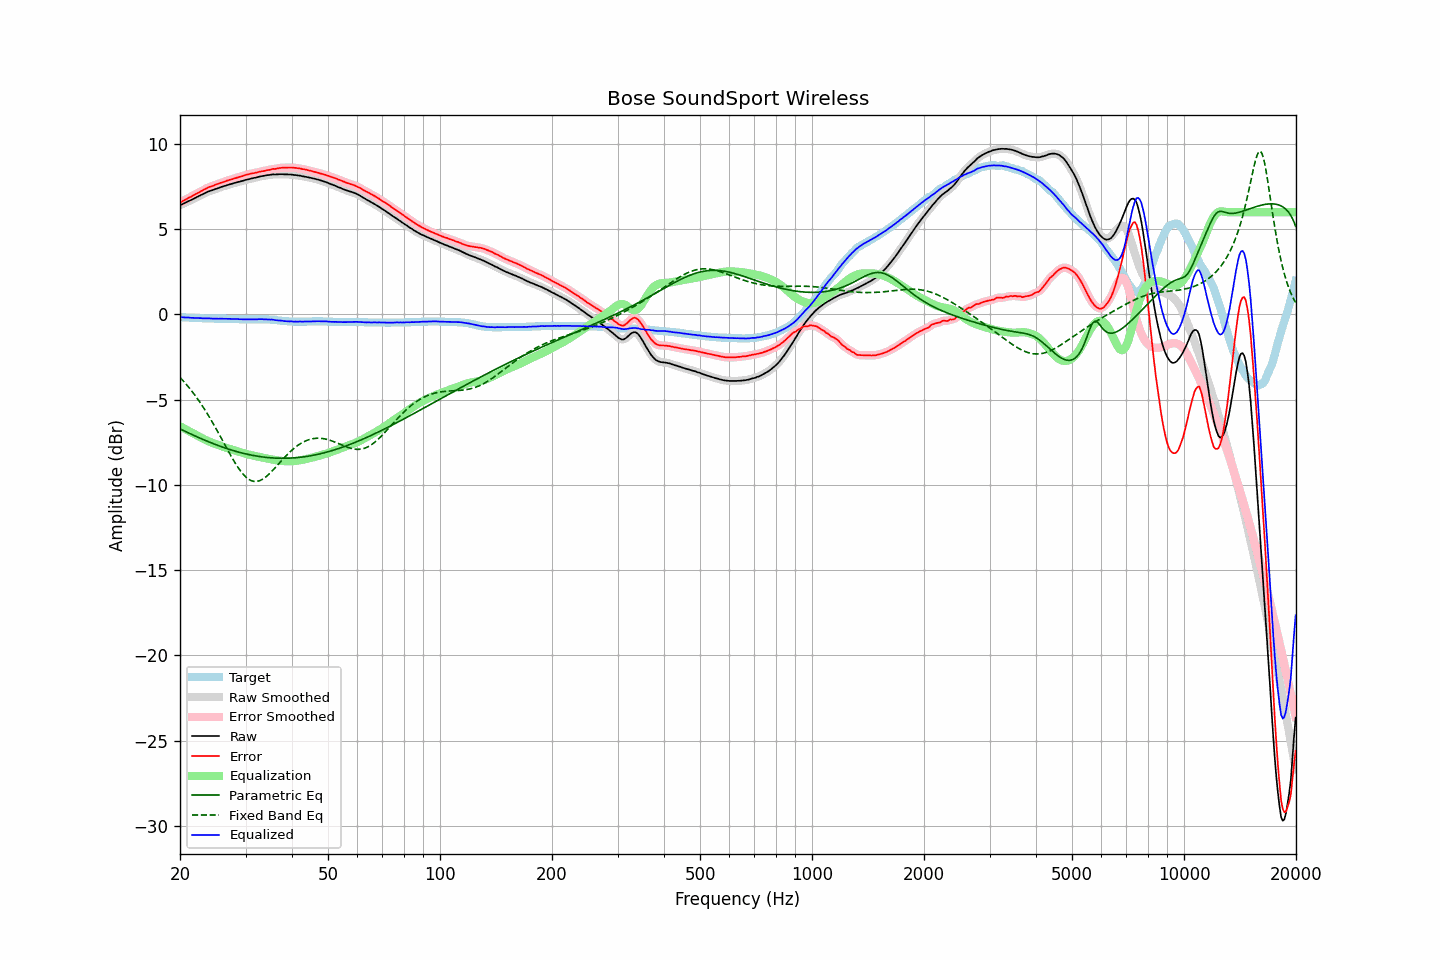 Bose SoundSport Wireless
Amplitude (dBr)
10
5
0
−5
−10
−15
−20
−25
−30
Target
Raw Smoothed
Error Smoothed
Raw
Error
Equalization
Parametric Eq
Fixed Band Eq
Equalized
20 50 100 200 500 1000 2000 5000 10000 20000
Frequency (Hz)